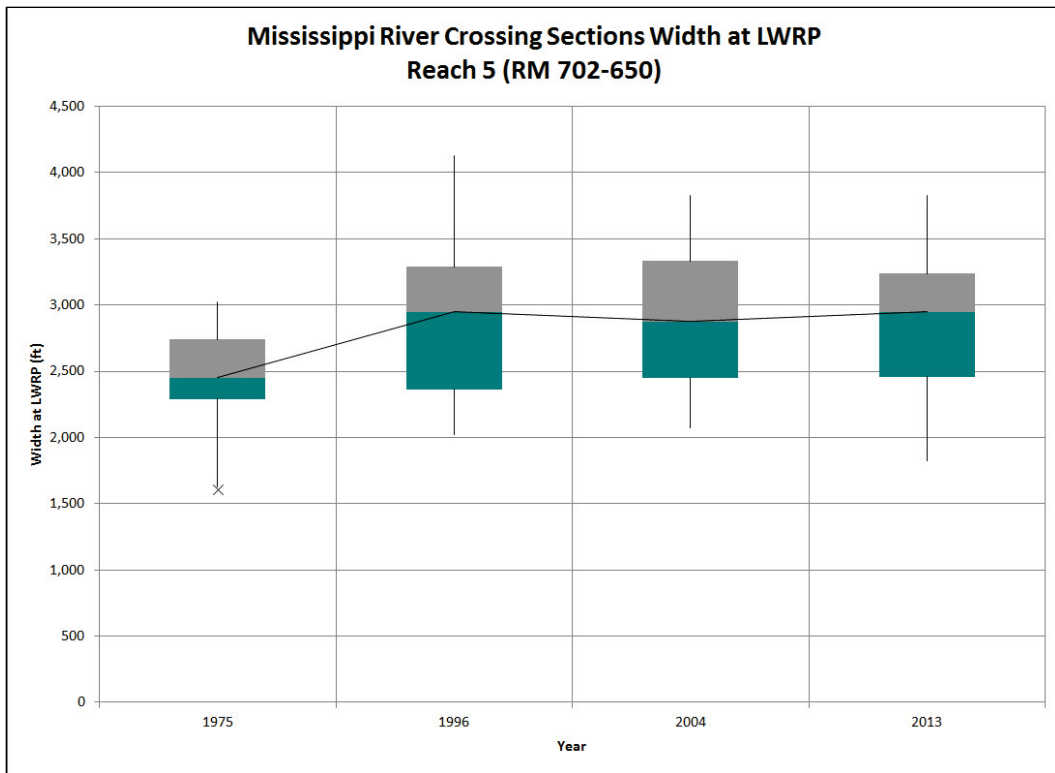 Mississippi River Crossing Sections Width at LWRP
Reach 5 (RM 702-650)
4,500
4,000
3,500
3,000
2,500
2,000
1,500
1,000
500
0
Width at LWRP (ft)
1975 1996 2004 2013
Year